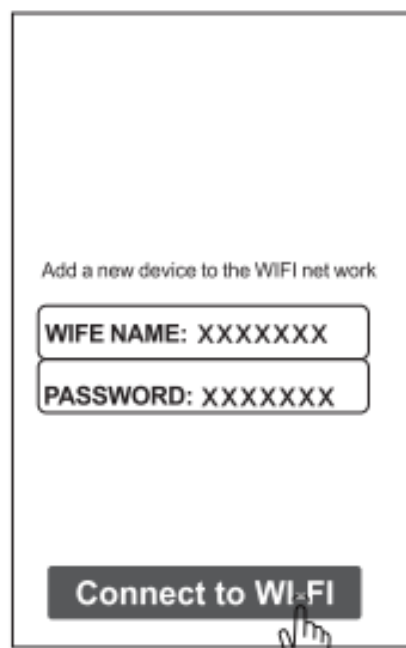 Add a new device to the WIFI net work
WIFE NAME: XXXXXXX
PASSWORD: XXXXXXX
Connect to WI-FI